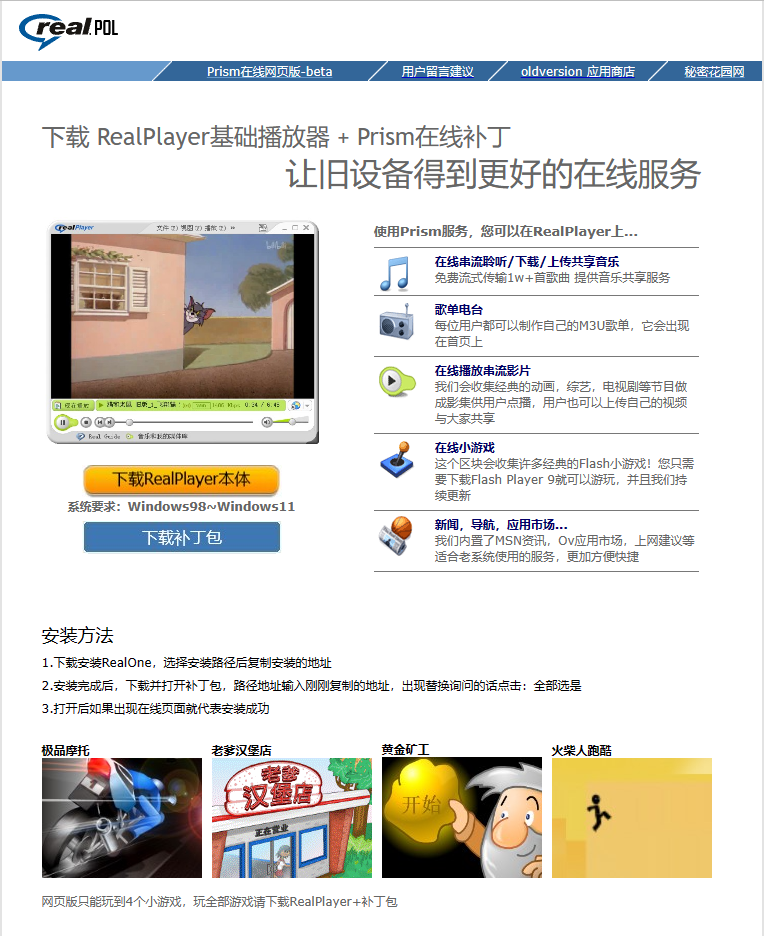 real.POL
Prism在线网页版-beta
用户留言建议
oldversion 应用商店
秘密花园网
下载 RealPlayer基础播放器 + Prism在线补丁
让旧设备得到更好的在线服务
realPlayer
文件(F) 视图(V) 播放(P) »
bilibili
使用Prism服务，您可以在RealPlayer上...
在线串流聆听/下载/上传共享音乐
免费流式传输1w+首歌曲 提供音乐共享服务
歌单电台
每位用户都可以制作自己的M3U歌单，它会出现
在首页上
在线播放串流影片
我们会收集经典的动画，综艺，电视剧等节目做
成影集供用户点播，用户也可以上传自己的视频
与大家共享
在线小游戏
这个区块会收集许多经典的Flash小游戏！您只需
要下载Flash Player 9就可以游玩，并且我们持
续更新
新闻，导航，应用市场...
我们内置了MSN资讯，Ov应用市场，上网建议等
适合老系统使用的服务，更加方便快捷
Real Guide
下载RealPlayer本体
系统要求：Windows98~Windows11
下载补丁包
安装方法
1.下载安装RealOne，选择安装路径后复制安装的地址
2.安装完成后，下载并打开补丁包，路径地址输入刚刚复制的地址，出现替换询问的话点击：全部选是
3.打开后如果出现在线页面就代表安装成功
极品摩托
老爹汉堡店
黄金矿工
火柴人跑酷
老爹
汉堡店
正在营业
开始
网页版只能玩到4个小游戏，玩全部游戏请下载RealPlayer+补丁包